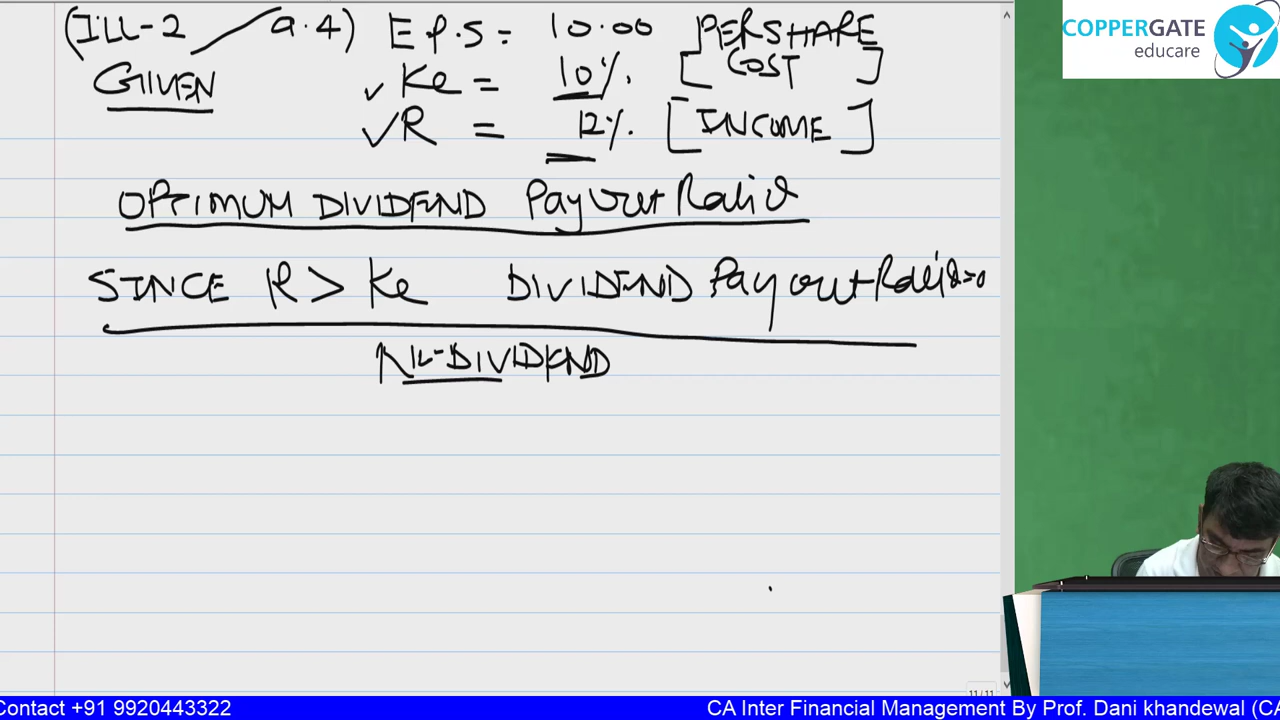 (ILL-2 / Q.4) E.P.S = 10.00 PER SHARE
GIVEN ✓ Ke = 10% [COST]
✓ R = 12% [INCOME]
OPTIMUM DIVIDEND Payout Ratio
SINCE R > Ke DIVIDEND Payout Ratio=0
NIL-DIVIDEND
COPPERGATE
educare
11/11
Contact +91 9920443322
CA Inter Financial Management By Prof. Dani khandewal (CA